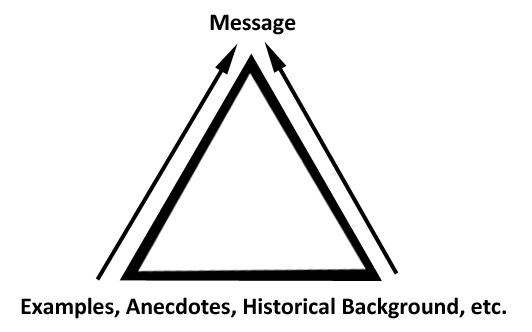 Message
Examples, Anecdotes, Historical Background, etc.